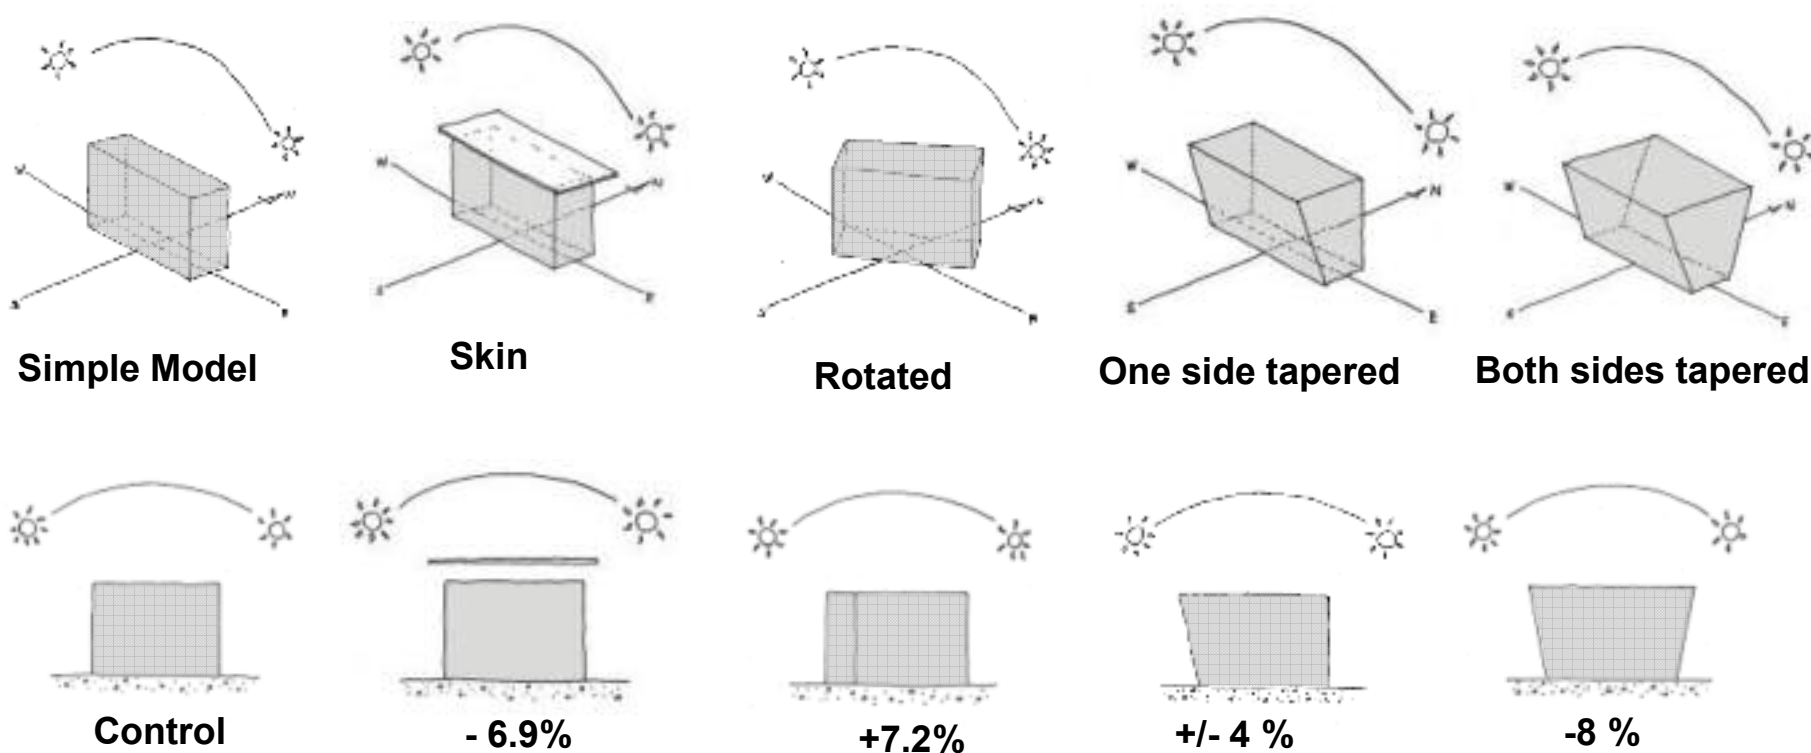 W
N
E
W
N
S
E
Simple Model
Skin
Rotated
One side tapered
Both sides tapered
Control
- 6.9%
+7.2%
+/- 4 %
-8 %